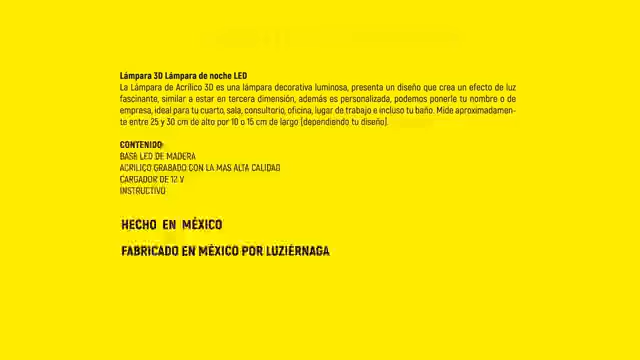 Lámpara 3D Lámpara de noche LED
La Lámpara de Acrílico 3D es una lámpara decorativa luminosa, presenta un diseño que crea un efecto de luz
fascinante, similar a estar en tercera dimensión, además es personalizada, podemos ponerle tu nombre o de
empresa, ideal para tu cuarto, sala, consultorio, oficina, lugar de trabajo e incluso tu baño. Mide aproximadamen-
te entre 25 y 30 cm de alto por 10 o 15 cm de largo (dependiendo tu diseño).
CONTENIDO:
BASE LED DE MADERA
ACRILICO GRABADO CON LA MAS ALTA CALIDAD
CARGADOR DE 12 V
INSTRUCTIVO
HECHO EN MÉXICO
FABRICADO EN MÉXICO POR LUZIÉRNAGA